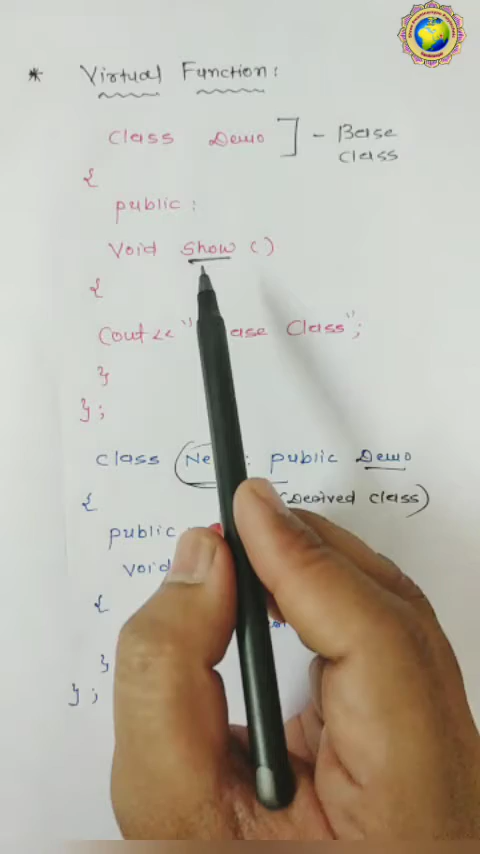 * Virtual Function:
Class Demo ] - Base
class
{
public:
Void Show ()
{
Cout<< " ase Class";
}
};
class Ne : public Demo
{ (Derived class)
public:
void
{
}
};